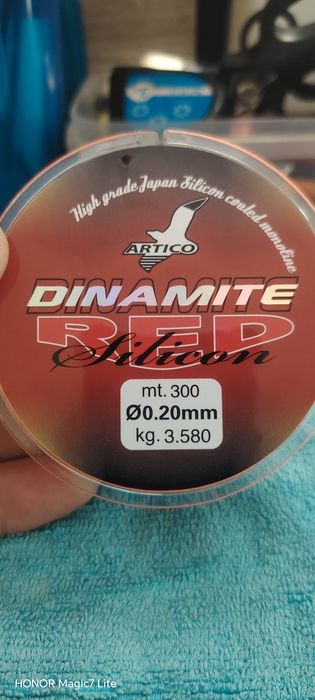 High grade Japan Silicon coated monoline
ARTICO
DINAMITE
RED
Silicon
mt. 300
Ø0.20mm
kg. 3.580
HONOR Magic7 Lite